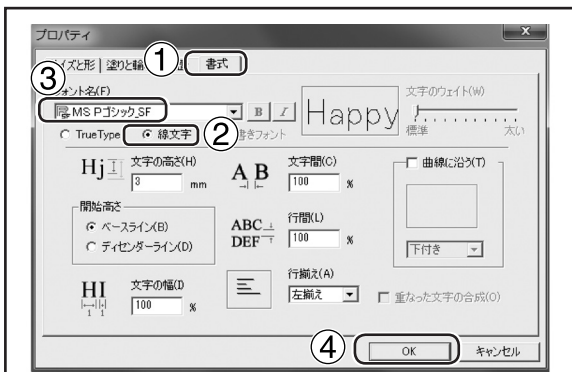 プロパティ
イズと形 塗りと輪 ① 書式
③ ォント名(F)
MS Pゴシック_SF B I Happy 文字のウェイト(W)
標準 太い
TrueType 線文字 ② 書きフォント
Hj 文字の高さ(H)
3 mm
AB 文字間(C)
100 %
曲線に沿う(T)
下付き
開始高さ
ベースライン(B)
ディセンダーライン(D)
ABC
DEF
行間(L)
100 %
HI
1 1
文字の幅(I)
100 %
行揃え(A)
左揃え
重なった文字の合成(O)
④ OK キャンセル